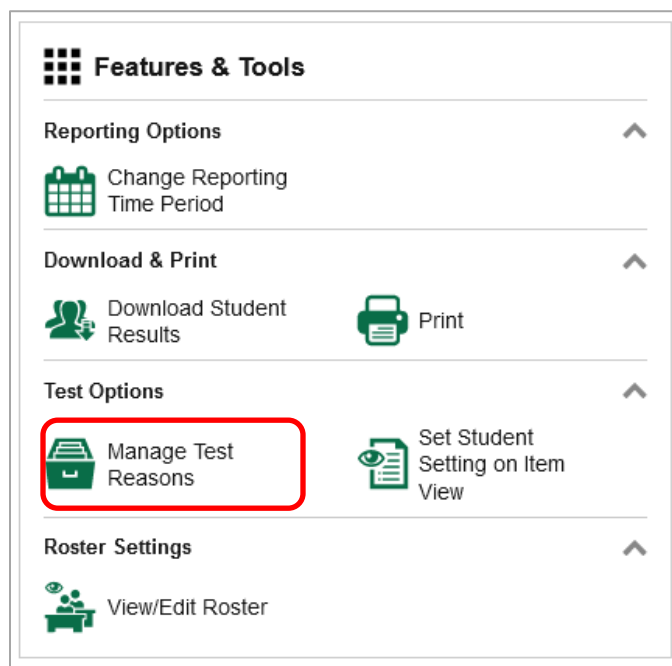 Features & Tools
Reporting Options
Change Reporting
Time Period
Download & Print
Download Student
Results
Print
Test Options
Manage Test
Reasons
Set Student
Setting on Item
View
Roster Settings
View/Edit Roster